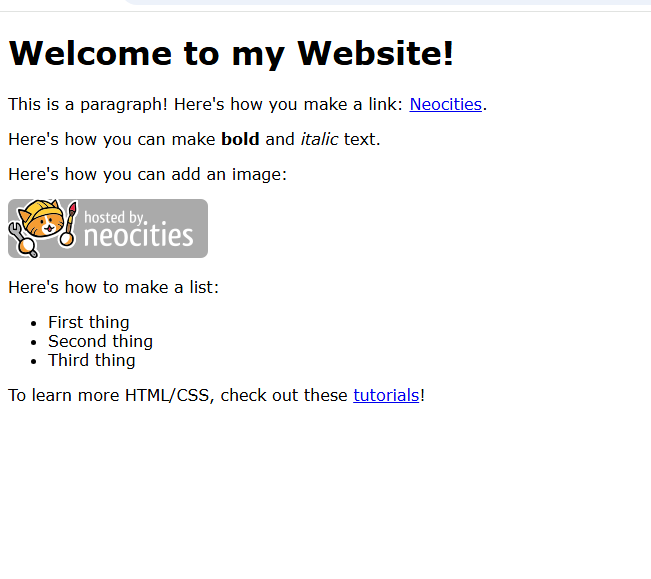 Welcome to my Website!
This is a paragraph! Here's how you make a link: Neocities.
Here's how you can make bold and italic text.
Here's how you can add an image:
hosted by
neocities
Here's how to make a list:
• First thing
• Second thing
• Third thing
To learn more HTML/CSS, check out these tutorials!